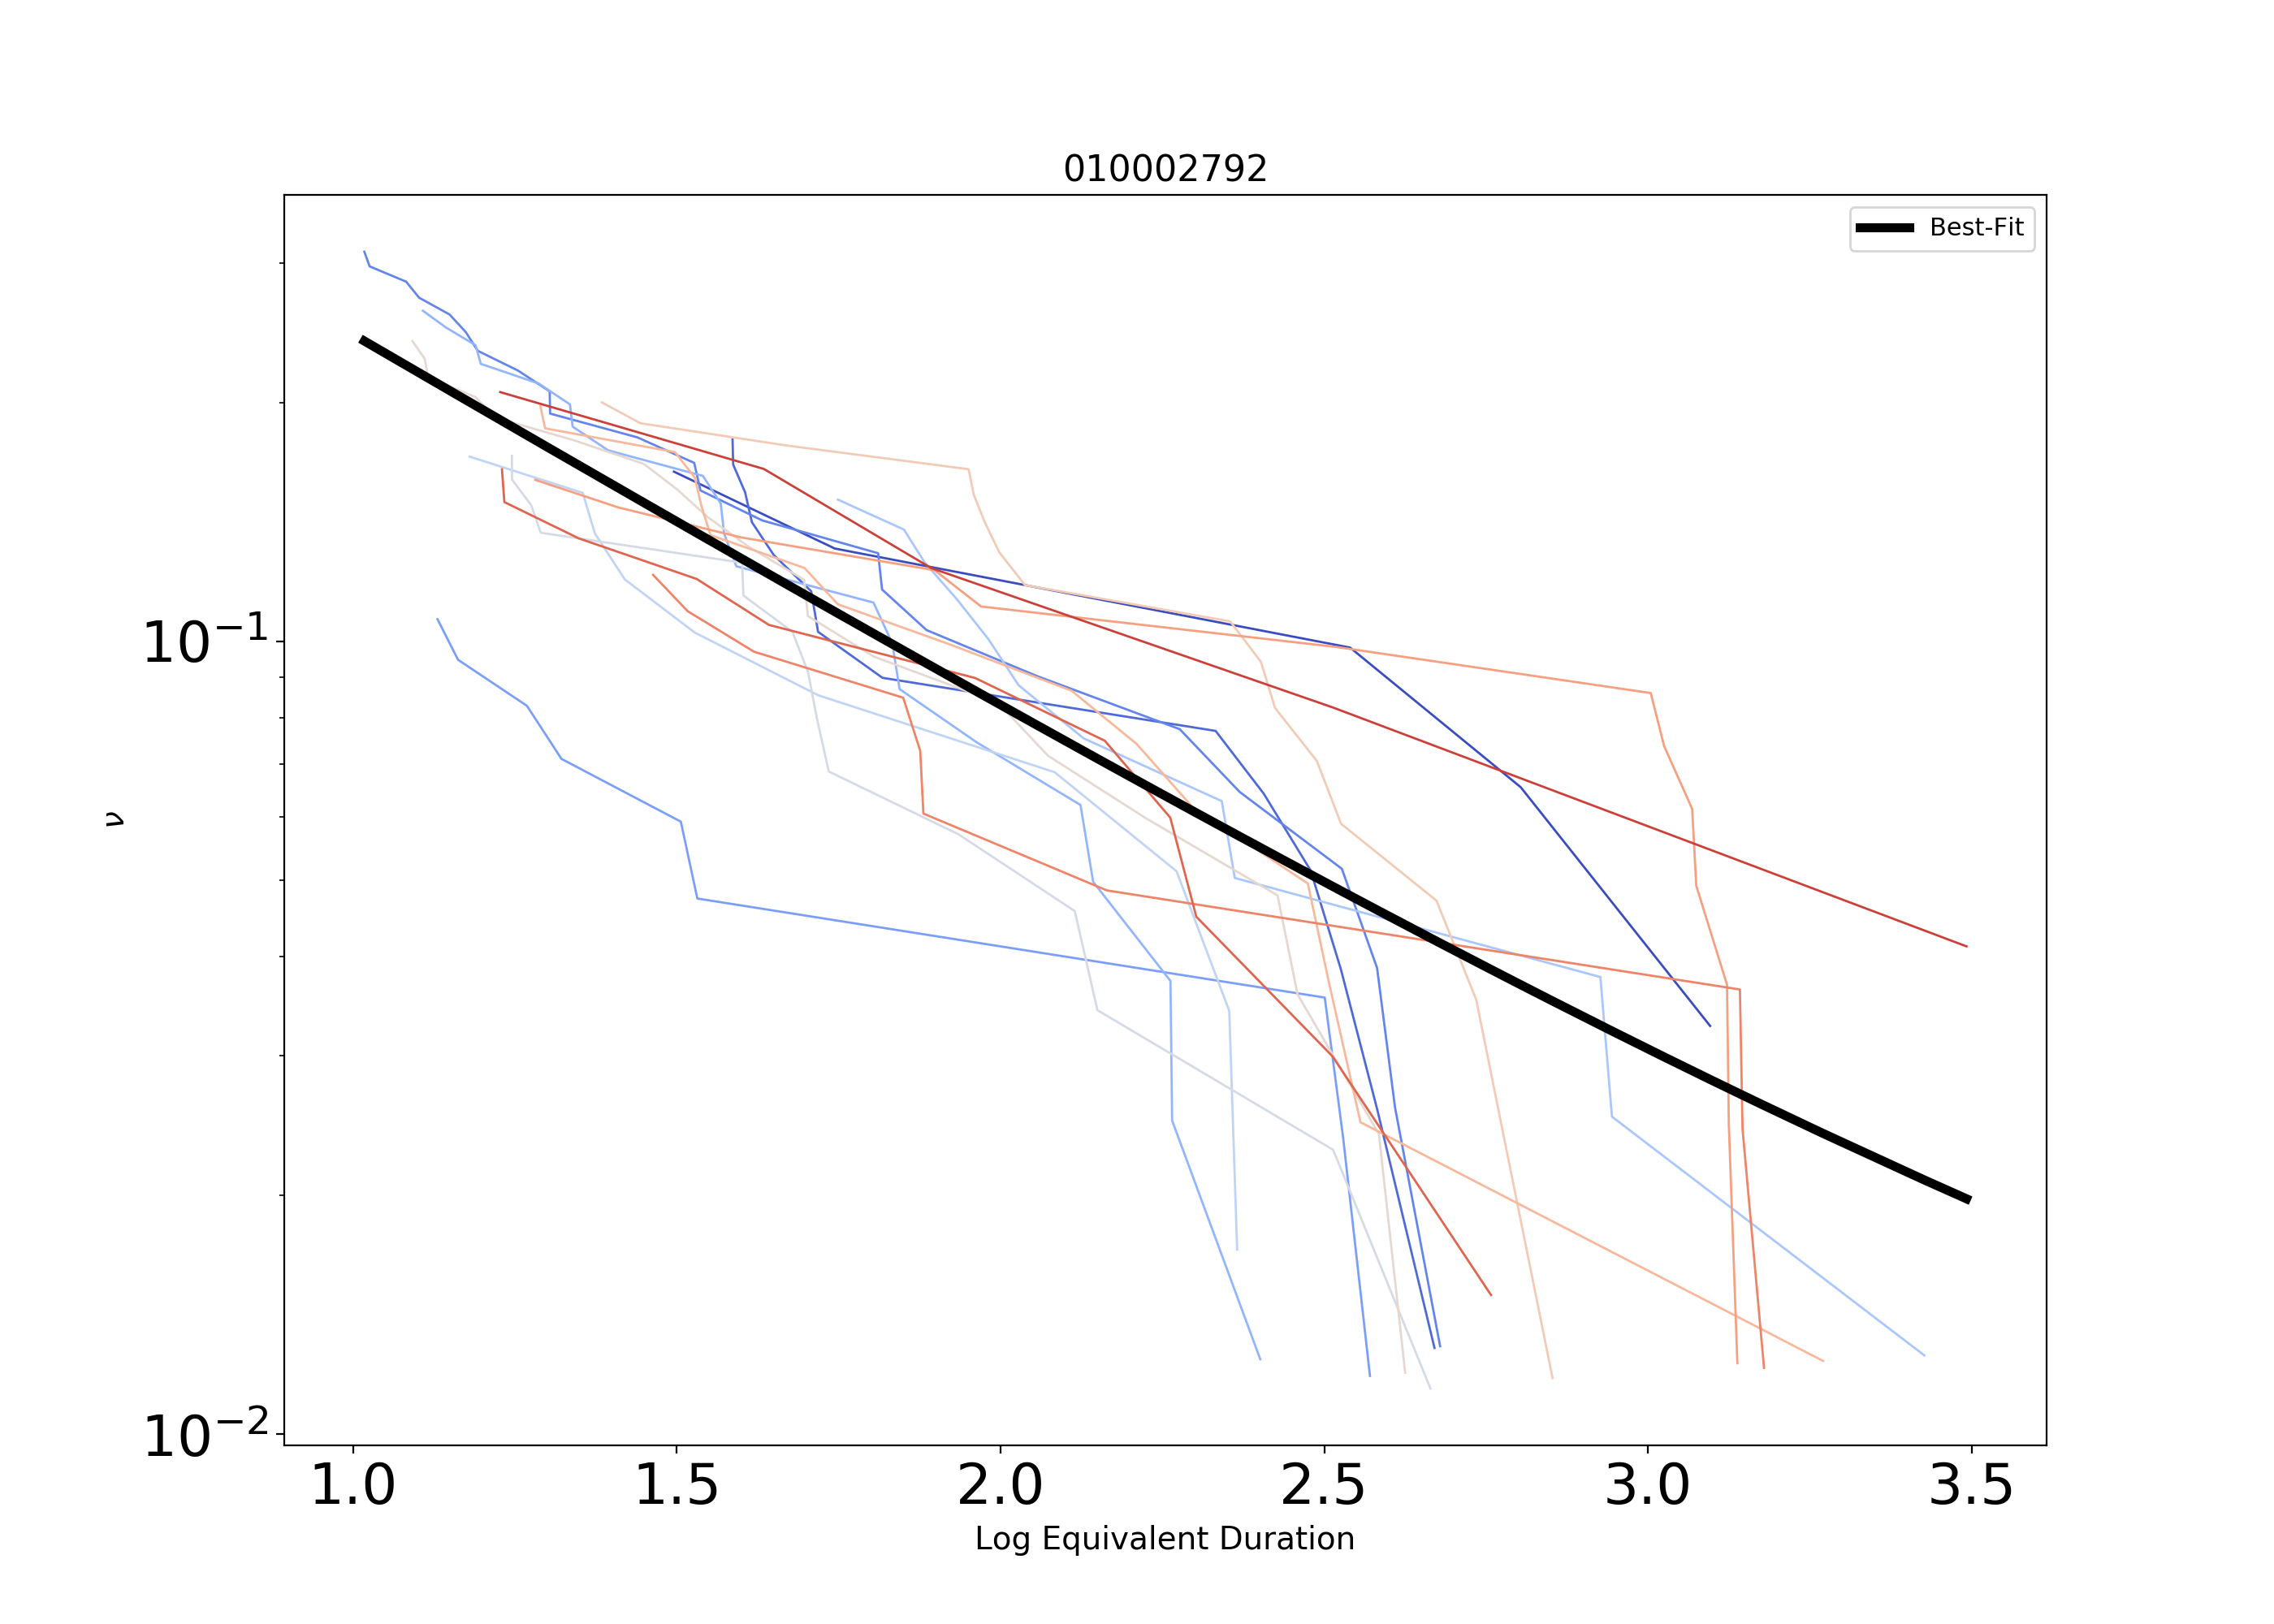 010002792
Best-Fit
10⁻¹
ν
10⁻²
1.0 1.5 2.0 2.5 3.0 3.5
Log Equivalent Duration